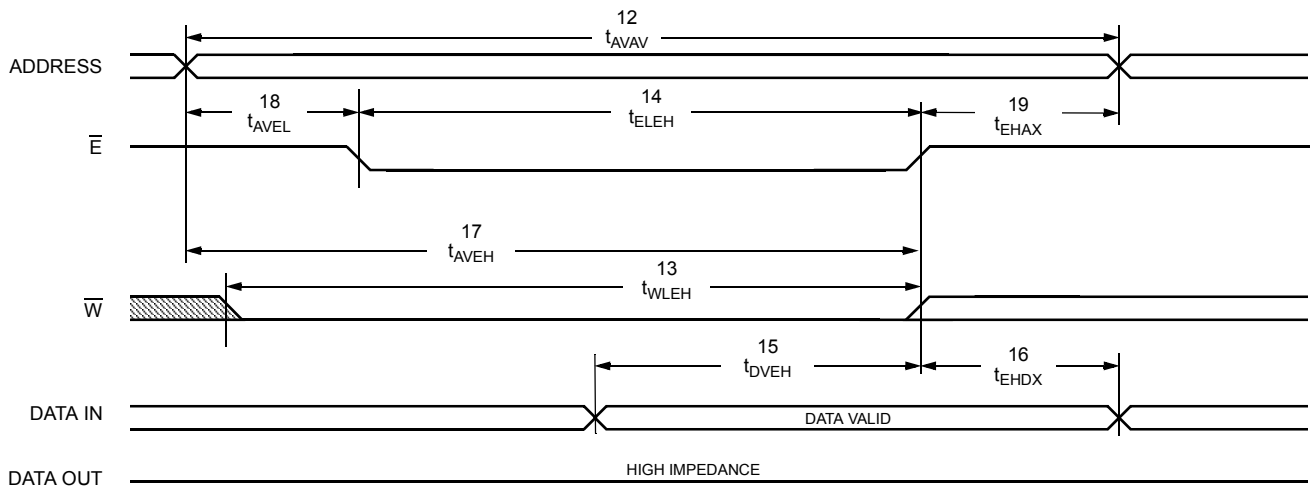 12
tAVAV
ADDRESS
18
tAVEL
14
tELEH
19
tEHAX
E̅
17
tAVEH
13
tWLEH
W̅
15
tDVEH
16
tEHDX
DATA IN
DATA VALID
DATA OUT
HIGH IMPEDANCE